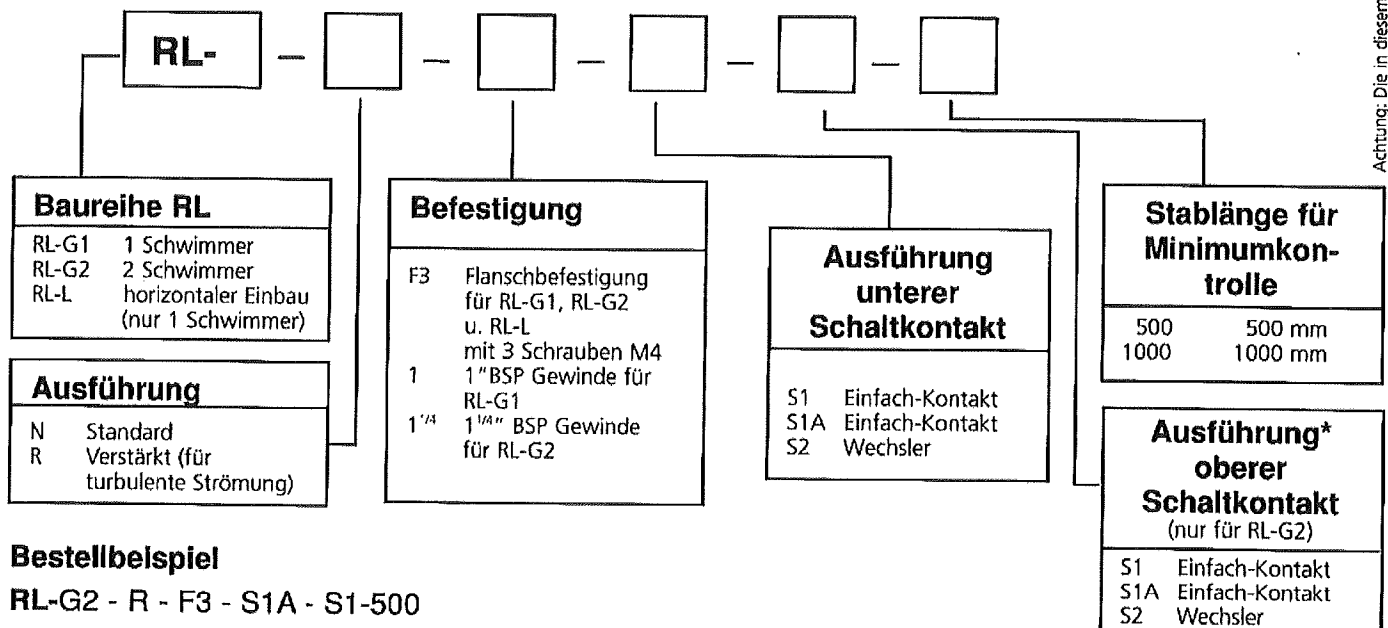 RL- – – – – –
Baureihe RL
RL-G1 1 Schwimmer
RL-G2 2 Schwimmer
RL-L horizontaler Einbau
(nur 1 Schwimmer)
Ausführung
N Standard
R Verstärkt (für
turbulente Strömung)
Befestigung
F3 Flanschbefestigung
für RL-G1, RL-G2
u. RL-L
mit 3 Schrauben M4
1 1"BSP Gewinde für
RL-G1
1 1/4 1 1/4" BSP Gewinde
für RL-G2
Ausführung
unterer
Schaltkontakt
S1 Einfach-Kontakt
S1A Einfach-Kontakt
S2 Wechsler
Stablänge für
Minimumkon-
trolle
500 500 mm
1000 1000 mm
Ausführung*
oberer
Schaltkontakt
(nur für RL-G2)
S1 Einfach-Kontakt
S1A Einfach-Kontakt
S2 Wechsler
Bestellbeispiel
RL-G2 - R - F3 - S1A - S1-500
Achtung: Die in diesem